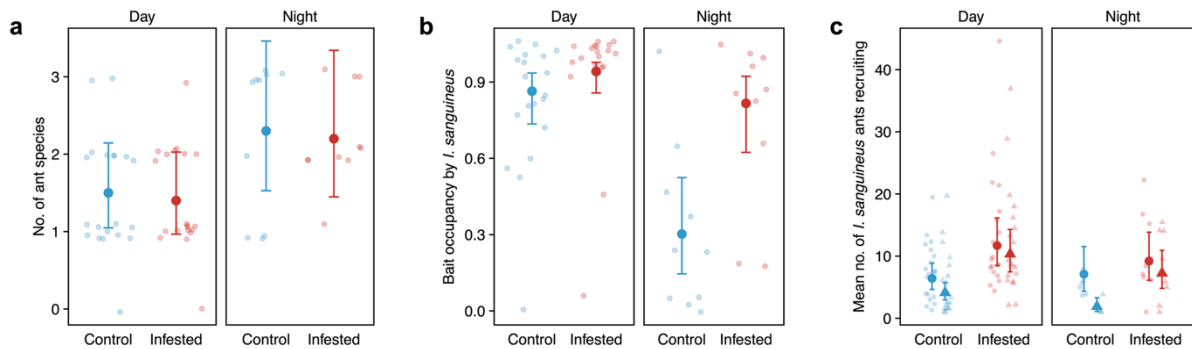 a
Day Night
No. of ant species
3
2
1
0
Control Infested Control Infested
b
Day Night
Bait occupancy by I. sanguineus
0.9
0.6
0.3
0.0
Control Infested Control Infested
c
Day Night
Mean no. of I. sanguineus ants recruiting
40
30
20
10
0
Control Infested Control Infested